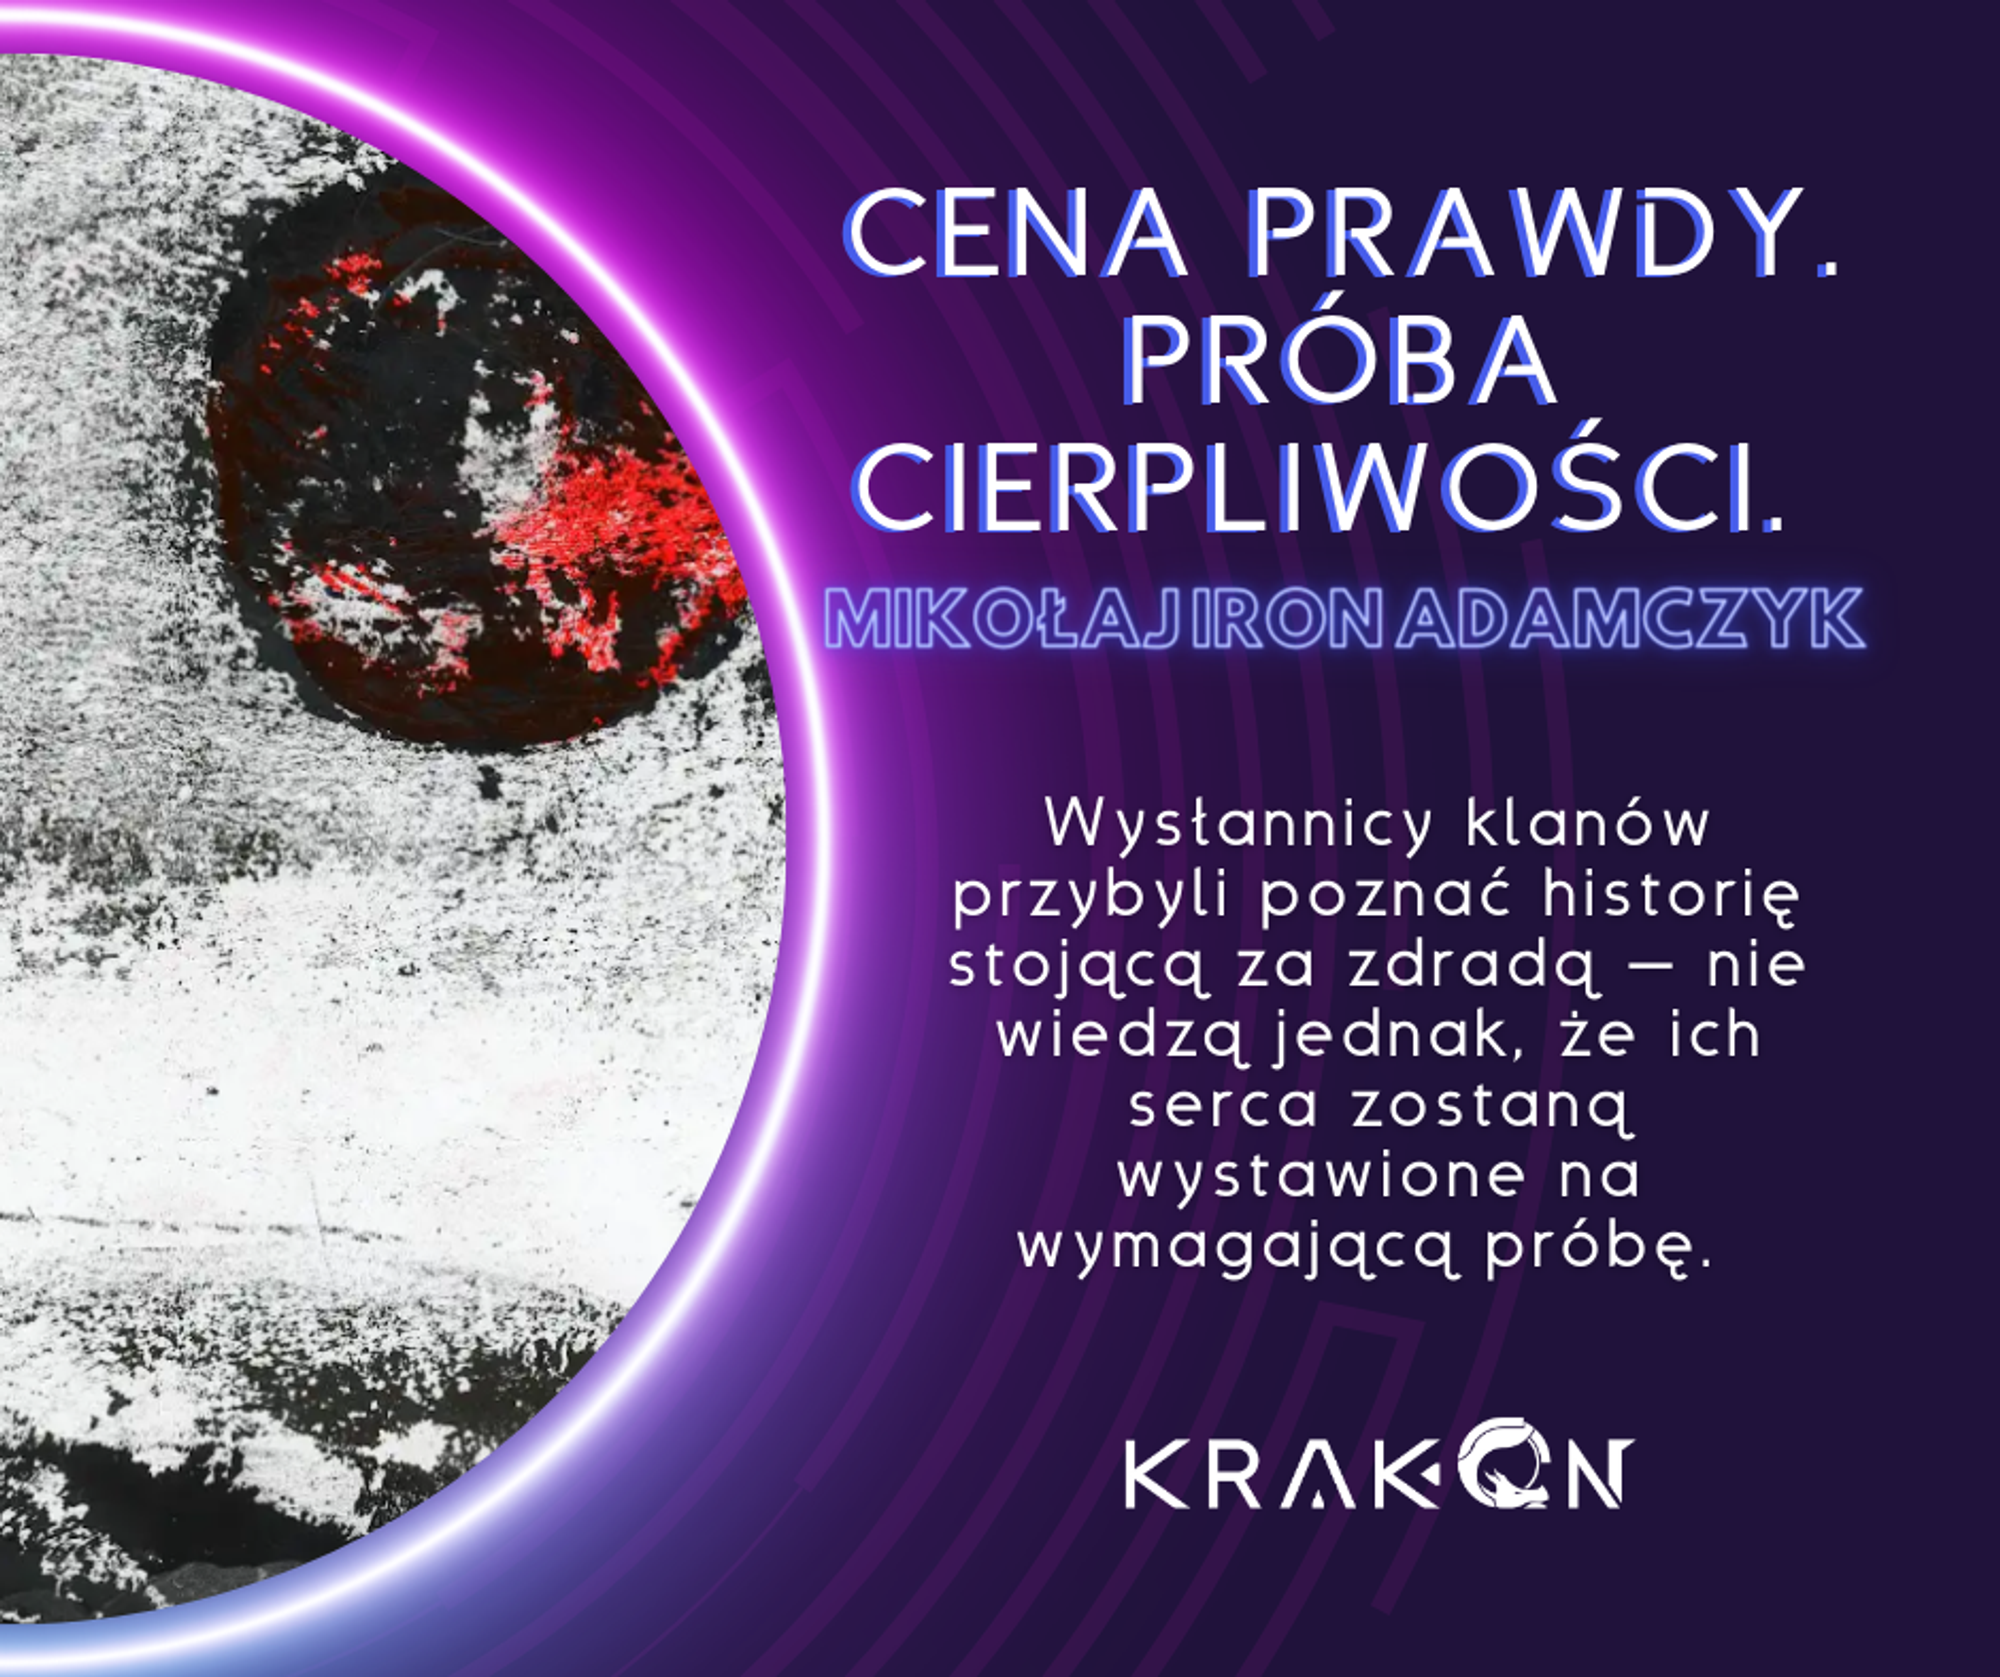 CENA PRAWDY.
PRÓBA
CIERPLIWOŚCI.
MIKOŁAJ IRON ADAMCZYK
Wysłannicy klanów
przybyli poznać historię
stojącą za zdradą – nie
wiedzą jednak, że ich
serca zostaną
wystawione na
wymagającą próbę.
KRAKON